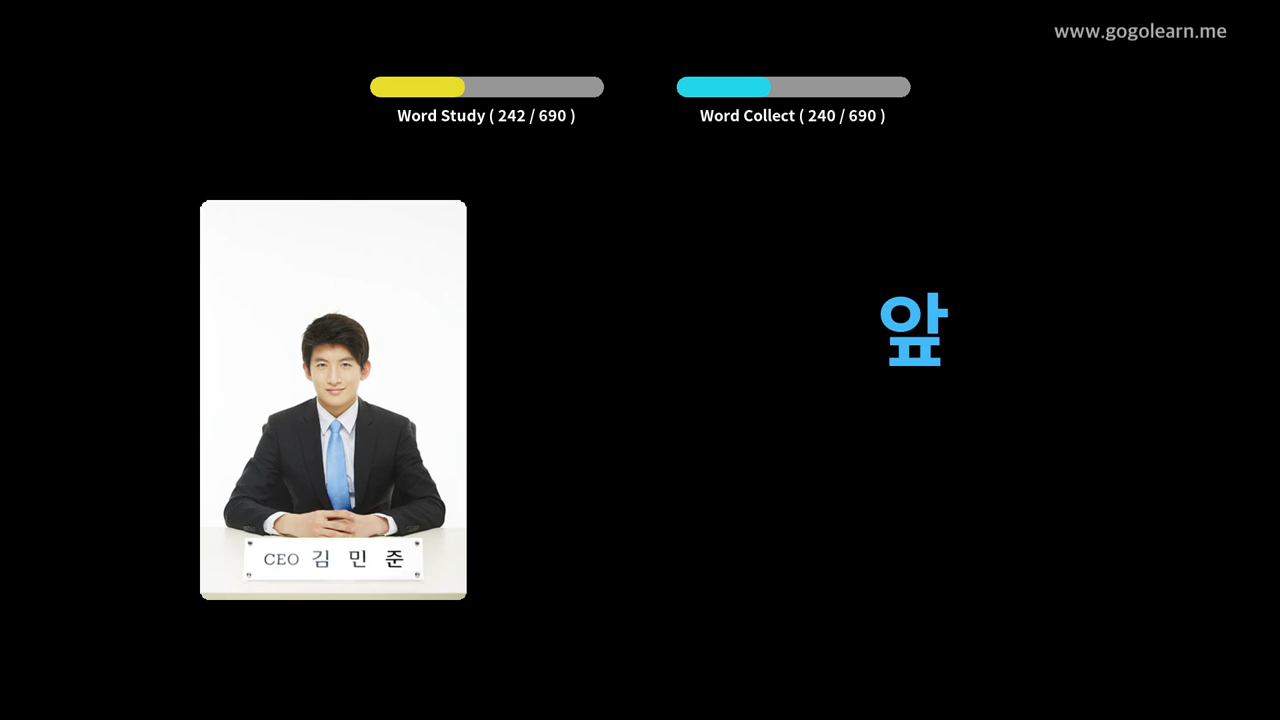 www.gogolearn.me
Word Study ( 242 / 690 )
Word Collect ( 240 / 690 )
앞
CEO 김 민 준